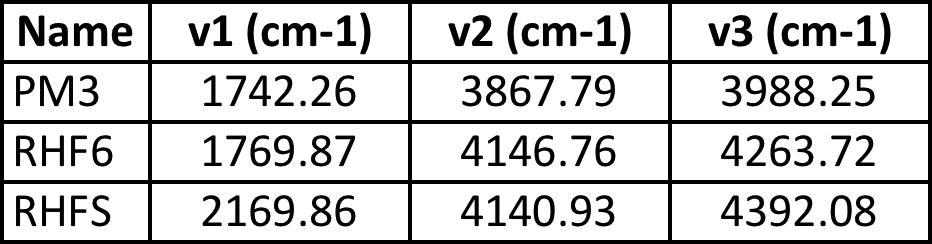 Name v1 (cm-1) v2 (cm-1) v3 (cm-1)
PM3 1742.26 3867.79 3988.25
RHF6 1769.87 4146.76 4263.72
RHFS 2169.86 4140.93 4392.08